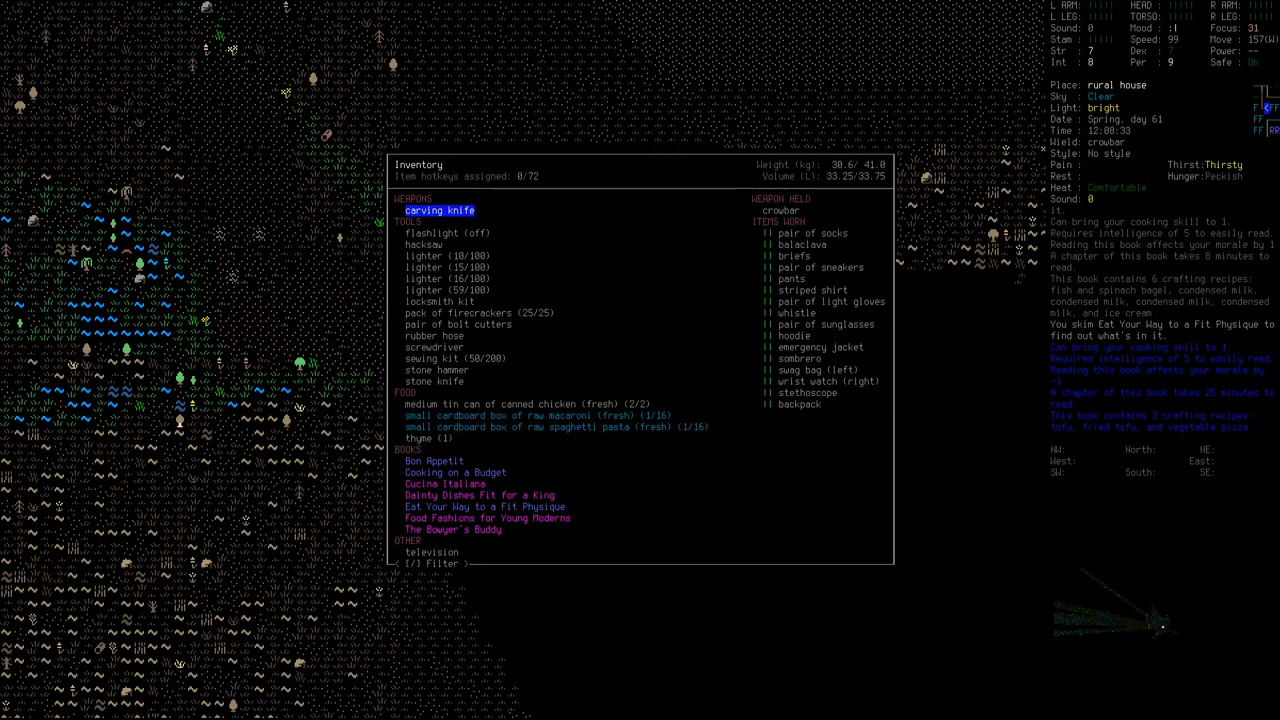 L ARM: ||||| HEAD : ||||| R ARM: |||||
L LEG: ||||| TORSO: ||||| R LEG: |||||
Sound: 0 Mood : :| Focus: 31
Stam : ||||| Speed: 99 Move : 157(W)
Str : 7 Dex : 7 Power: --
Int : 8 Per : 9 Safe : On
Place: rural house
Sky : Clear
Light: bright
Date : Spring, day 61
Time : 12:08:33
Wield: crowbar
Style: No style
Pain : Thirst:Thirsty
Rest : Hunger:Peckish
Heat : Comfortable
Sound: 0
it.
Can bring your cooking skill to 1.
Requires intelligence of 5 to easily read.
Reading this book affects your morale by 1
A chapter of this book takes 8 minutes to
read.
This book contains 6 crafting recipes:
fish and spinach bagel, condensed milk,
condensed milk, condensed milk, condensed
milk, and ice cream
You skim Eat Your Way to a Fit Physique to
find out what's in it.
Can bring your cooking skill to 1.
Requires intelligence of 5 to easily read.
Reading this book affects your morale by
-1
A chapter of this book takes 25 minutes to
read.
This book contains 3 crafting recipes:
tofu, fried tofu, and vegetable pizza
NW: North: NE:
West: East:
SW: South: SE:
Inventory Weight (kg): 30.6/ 41.0
Item hotkeys assigned: 0/72 Volume (L): 33.25/33.75
WEAPONS
carving knife
TOOLS
flashlight (off)
hacksaw
lighter (10/100)
lighter (15/100)
lighter (16/100)
lighter (59/100)
locksmith kit
pack of firecrackers (25/25)
pair of bolt cutters
rubber hose
screwdriver
sewing kit (50/200)
stone hammer
stone knife
FOOD
medium tin can of canned chicken (fresh) (2/2)
small cardboard box of raw macaroni (fresh) (1/16)
small cardboard box of raw spaghetti pasta (fresh) (1/16)
thyme (1)
BOOKS
Bon Appetit
Cooking on a Budget
Cucina Italiana
Dainty Dishes Fit for a King
Eat Your Way to a Fit Physique
Food Fashions for Young Moderns
The Bowyer's Buddy
OTHER
television
< [/] Filter >
WEAPON HELD
crowbar
ITEMS WORN
|| pair of socks
|| balaclava
|| briefs
|| pair of sneakers
|| pants
|| striped shirt
|| pair of light gloves
|| whistle
|| pair of sunglasses
|| hoodie
|| emergency jacket
|| sombrero
|| swag bag (left)
|| wrist watch (right)
|| stethoscope
|| backpack